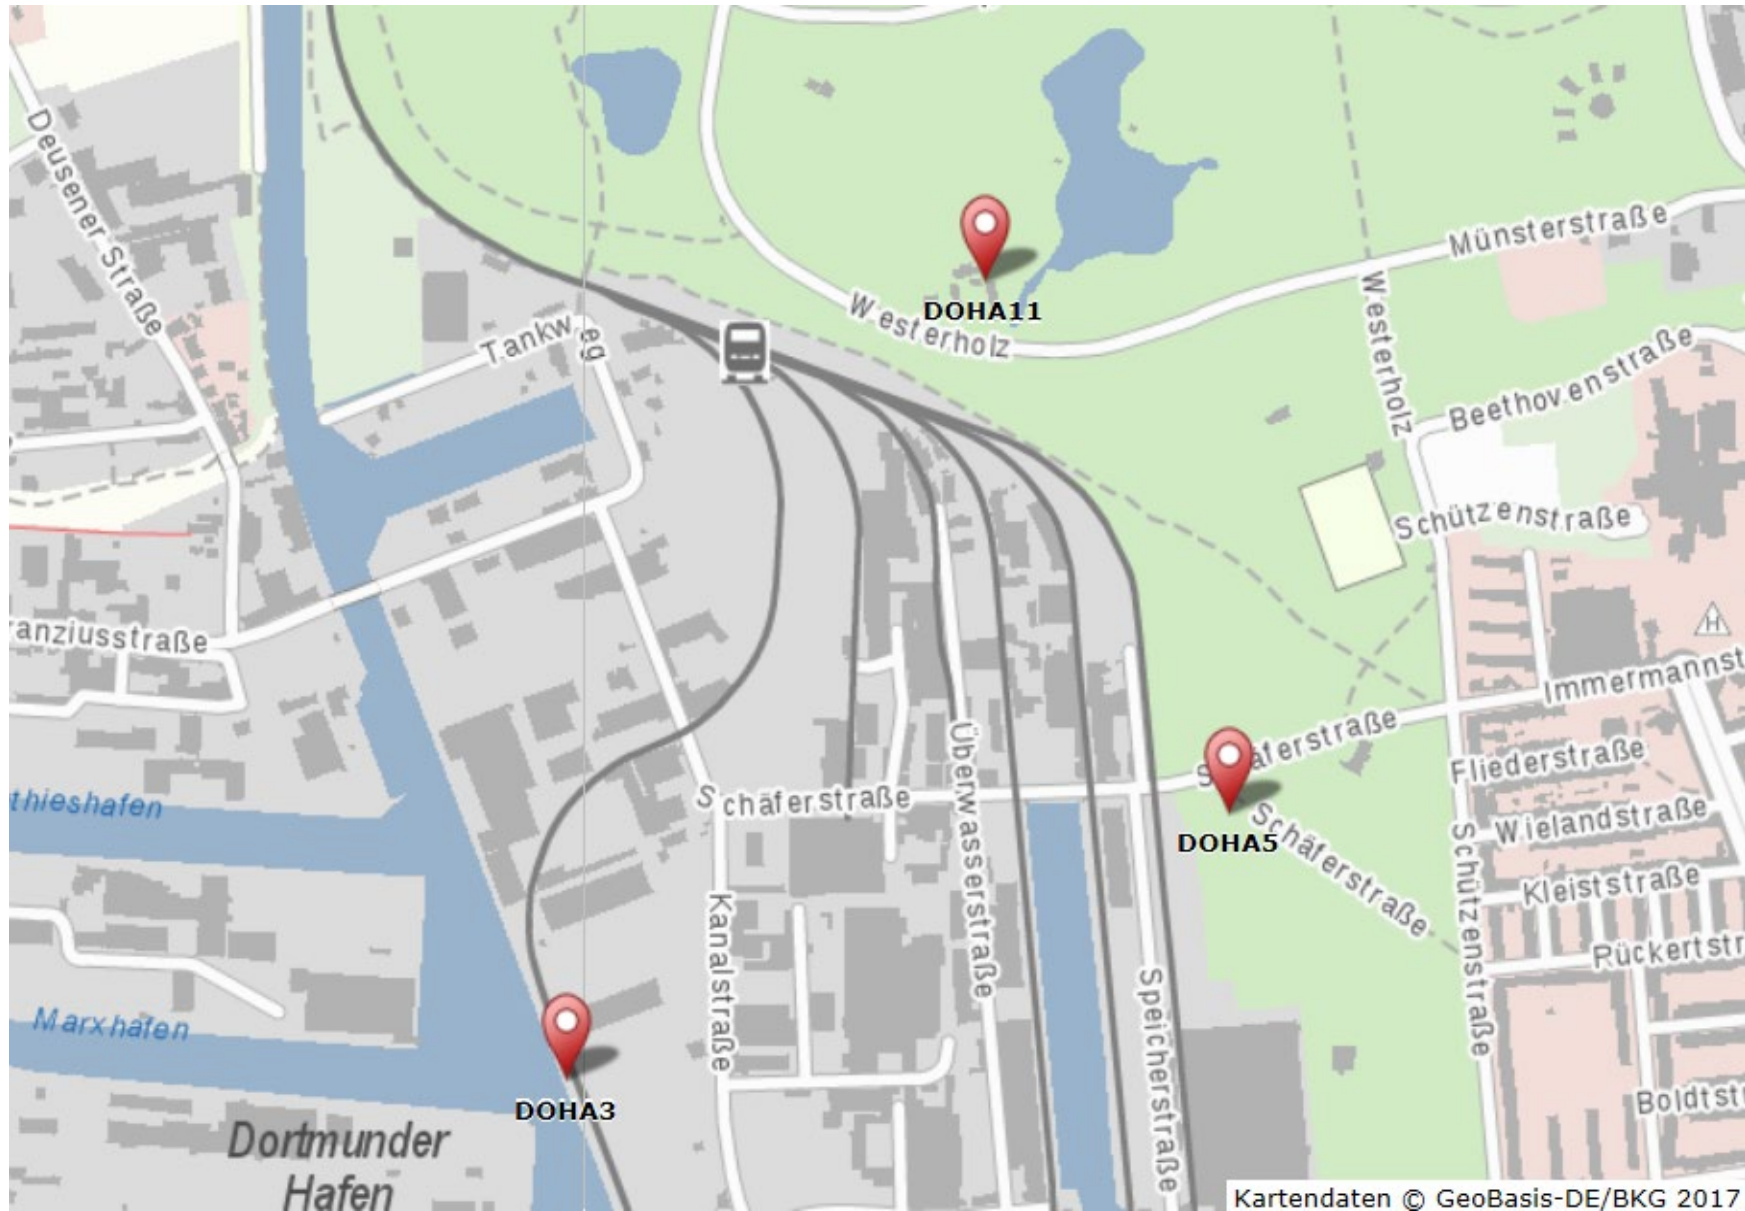 Deusener Straße
Münsterstraße
DOHA11
Westerholz
Westerholz
Tankweg
Beethovenstraße
Schützenstraße
H
ranziusstraße
Immermannst
Schäferstraße
Fliederstraße
Überwasserstraße
thieshafen
Schäferstraße
Wielandstraße
DOHA5
Schäferstraße
Schützenstraße
Kleiststraße
Kanalstraße
Rückertstr
Speicherstraße
Marxhafen
DOHA3
Boldtstr
Dortmunder
Hafen
Kartendaten © GeoBasis-DE/BKG 2017